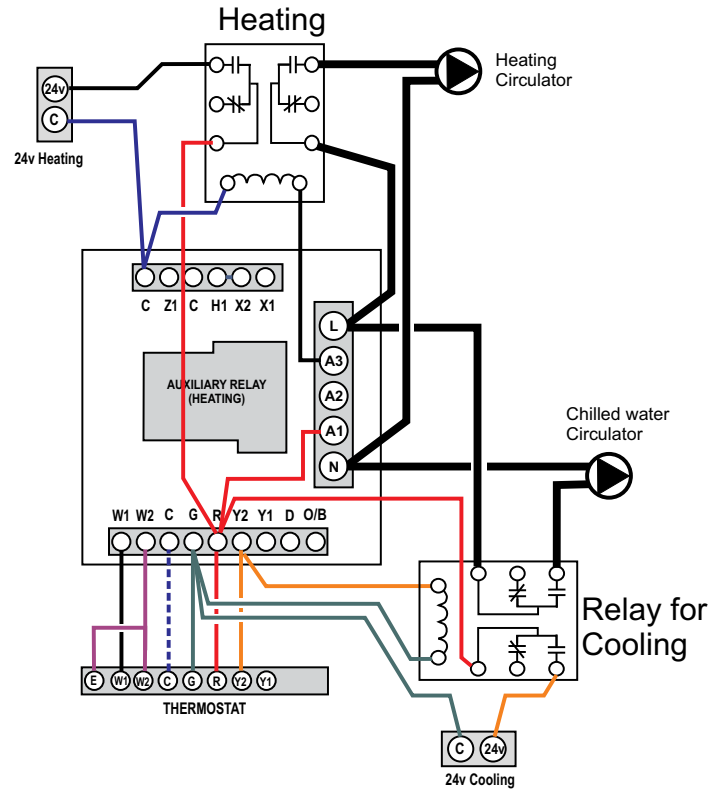 Heating
Heating
Circulator
24v
C
24v Heating
C Z1 C H1 X2 X1
L
A3
A2
A1
N
AUXILIARY RELAY
(HEATING)
Chilled water
Circulator
W1 W2 C G R Y2 Y1 D O/B
Relay for
Cooling
E W1 W2 C G R Y2 Y1
THERMOSTAT
C 24v
24v Cooling